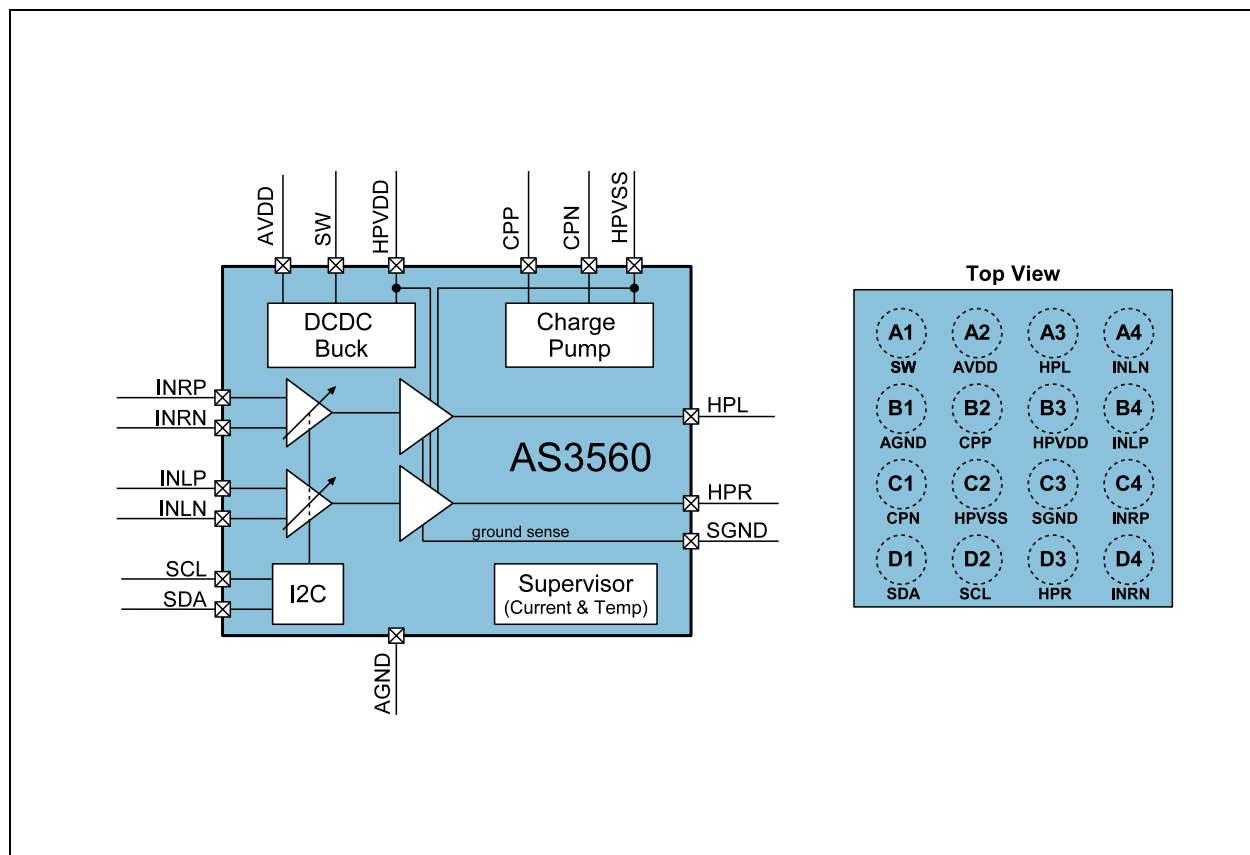 AVDD
SW
HPVDD
CPP
CPN
HPVSS
DCDC
Buck
Charge
Pump
INRP
INRN
INLP
INLN
SCL
SDA
I2C
AS3560
HPL
HPR
SGND
ground sense
Supervisor
(Current & Temp)
AGND
Top View
A1 A2 A3 A4
SW AVDD HPL INLN
B1 B2 B3 B4
AGND CPP HPVDD INLP
C1 C2 C3 C4
CPN HPVSS SGND INRP
D1 D2 D3 D4
SDA SCL HPR INRN